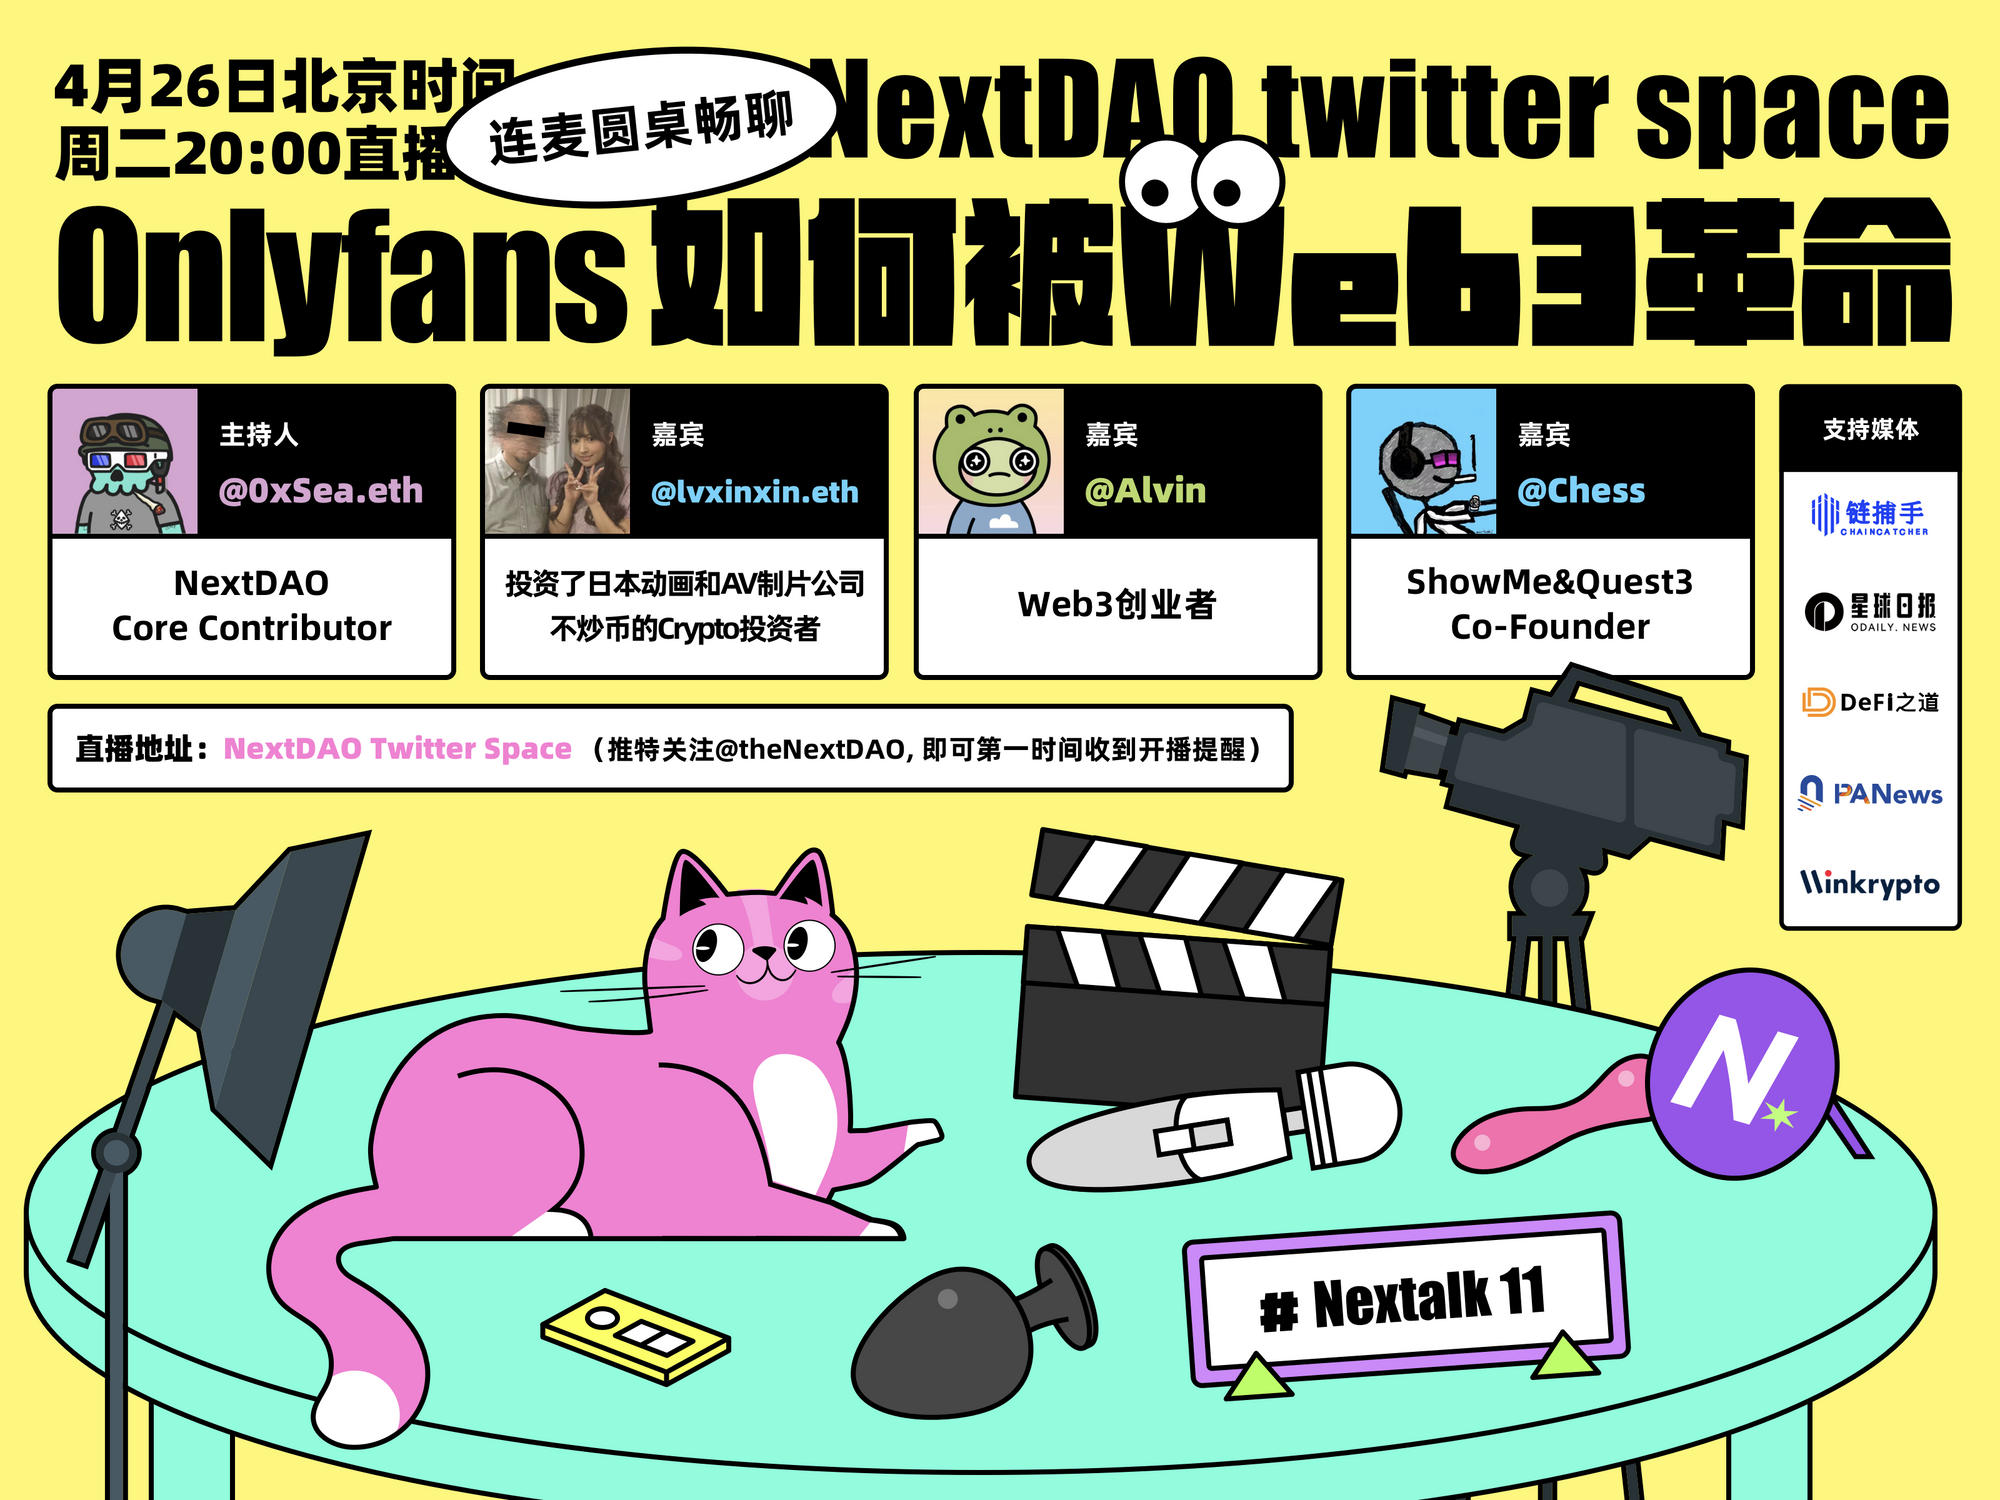 4月26日北京时间
周二20:00直播
连麦圆桌畅聊
NextDAO twitter space
Onlyfans如何被Web3革命
主持人
@0xSea.eth
NextDAO
Core Contributor
嘉宾
@lvxinxin.eth
投资了日本动画和AV制片公司
不炒币的Crypto投资者
嘉宾
@Alvin
Web3创业者
嘉宾
@Chess
ShowMe&Quest3
Co-Founder
支持媒体
链捕手
CHAINCATCHER
星球日报
ODAILY. NEWS
DeFi之道
PANews
Winkrypto
直播地址：NextDAO Twitter Space（推特关注@theNextDAO, 即可第一时间收到开播提醒）
N
# Nextalk 11